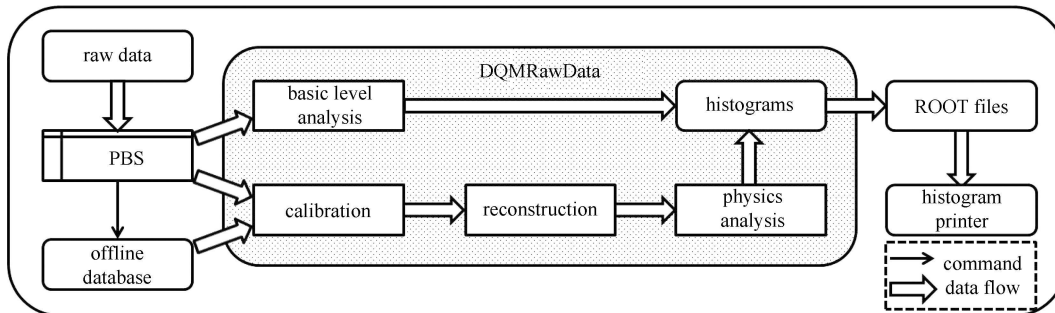 raw data
PBS
offline
database
DQMRawData
basic level
analysis
histograms
calibration
reconstruction
physics
analysis
ROOT files
histogram
printer
command
data flow